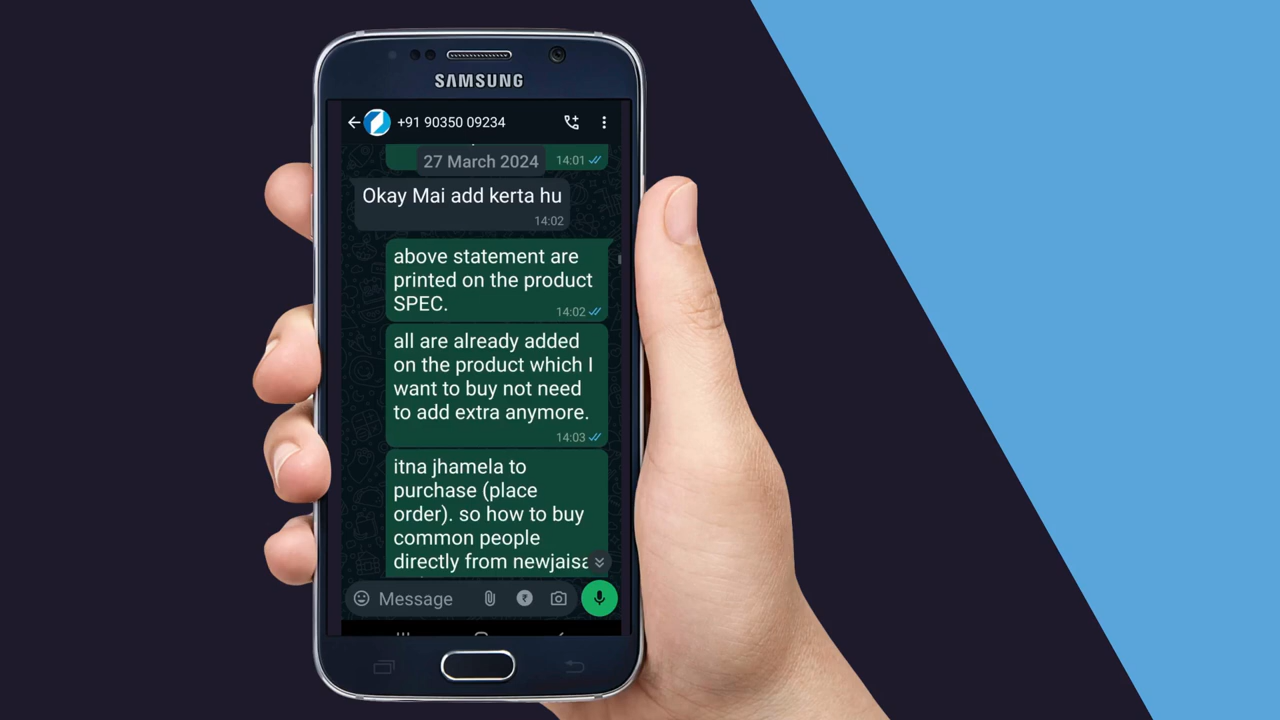 SAMSUNG
+91 90350 09234
27 March 2024
14:01
Okay Mai add kerta hu
14:02
above statement are
printed on the product
SPEC.
14:02
all are already added
on the product which I
want to buy not need
to add extra anymore.
14:03
itna jhamela to
purchase (place
order). so how to buy
common people
directly from newjaisa
Message